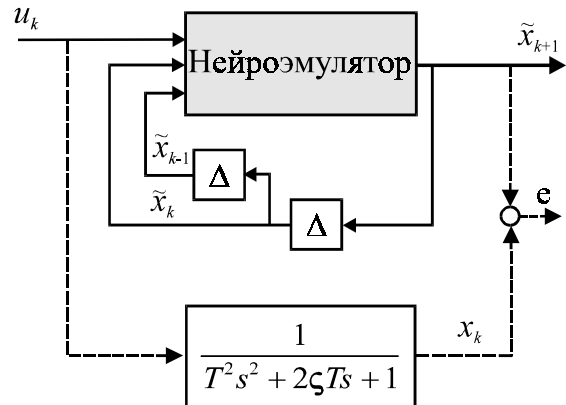 u_k
x̃_{k+1}
Нейроэмулятор
x̃_{k-1}
Δ
x̃_k
Δ
e
1
T²s² + 2ςTs + 1
x_k